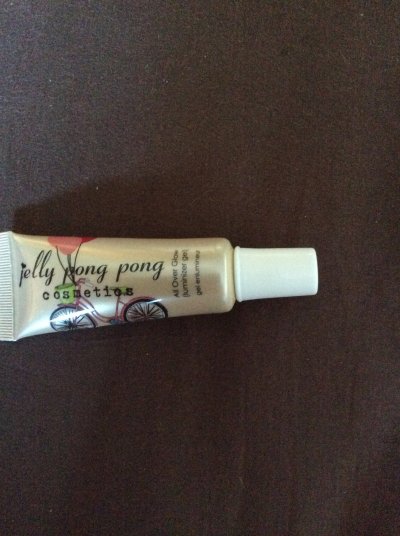 jelly pong pong
cosmetics
All Over Glow
(luminizer gel)
gel enlumineur